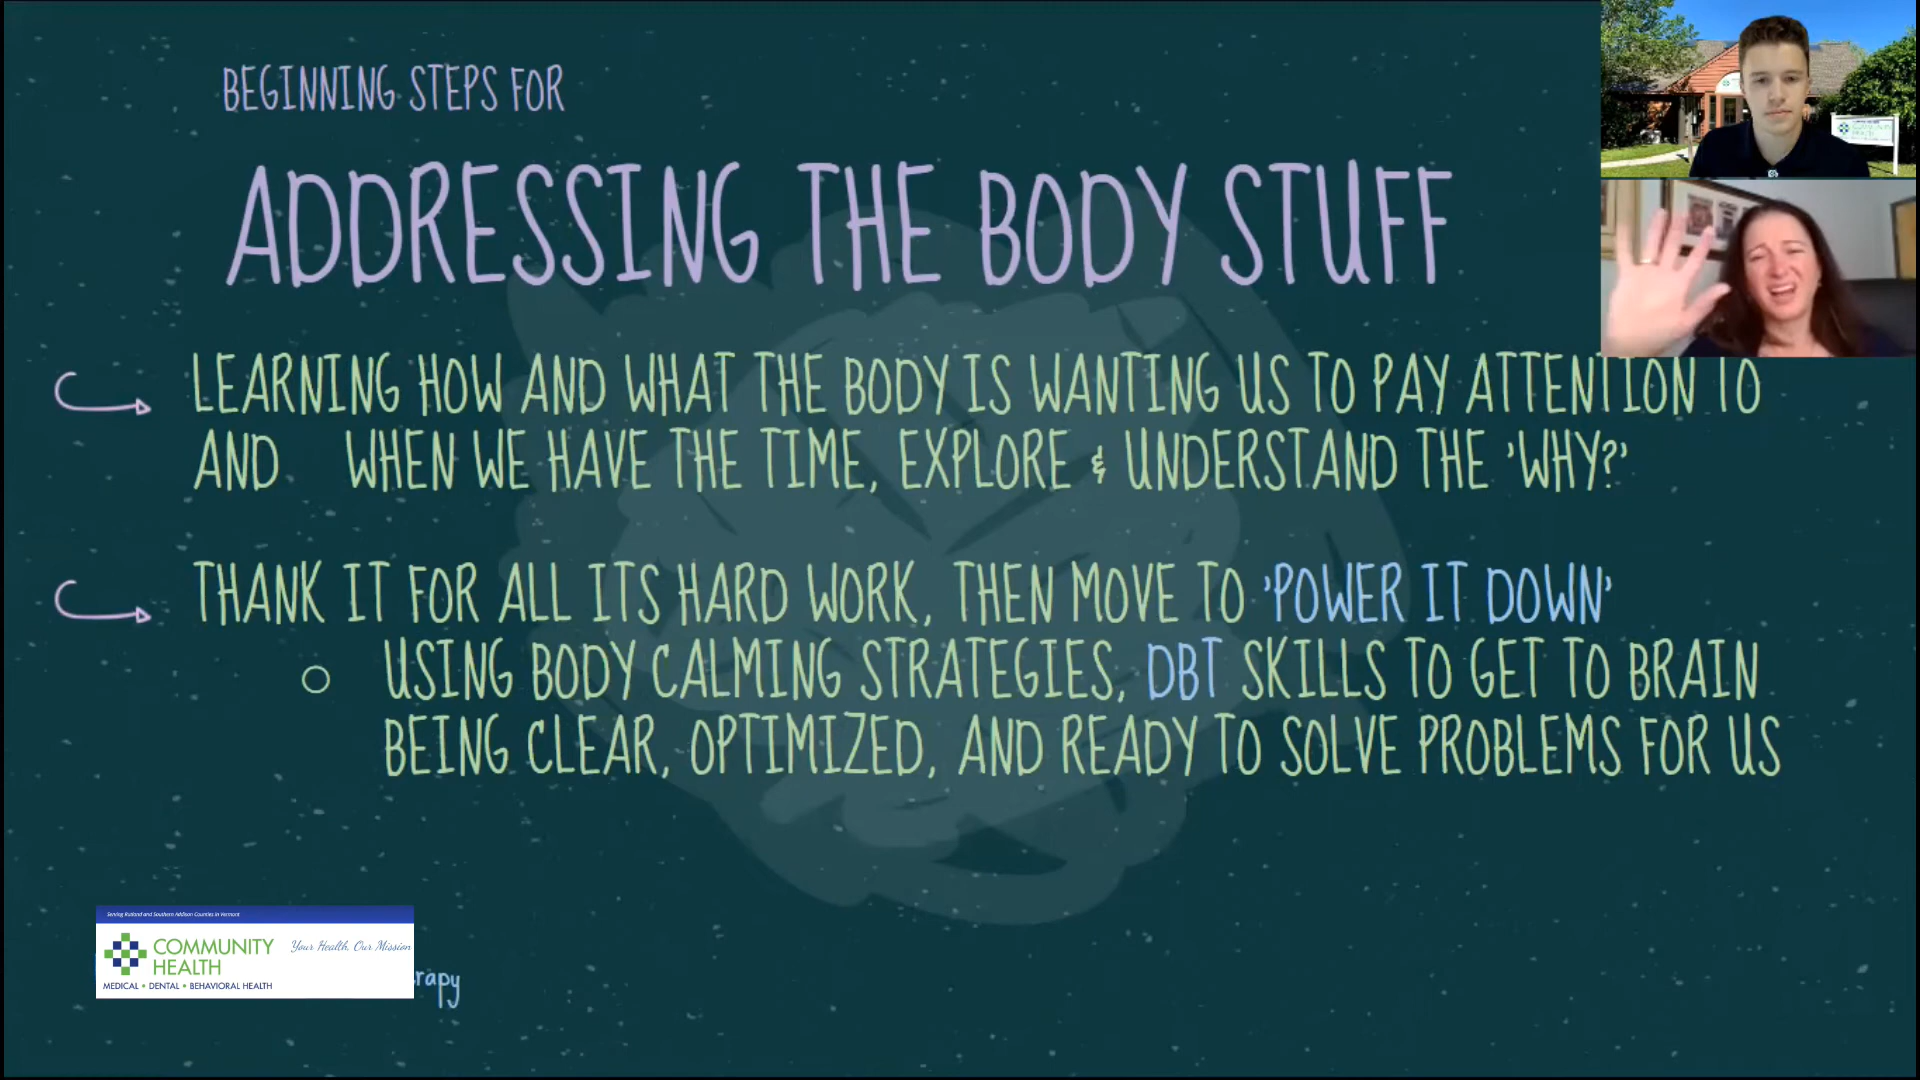 BEGINNING STEPS FOR
ADDRESSING THE BODY STUFF
LEARNING HOW AND WHAT THE BODY IS WANTING US TO PAY ATTENTION TO
AND WHEN WE HAVE THE TIME, EXPLORE & UNDERSTAND THE 'WHY?'
THANK IT FOR ALL ITS HARD WORK, THEN MOVE TO 'POWER IT DOWN'
○ USING BODY CALMING STRATEGIES, DBT SKILLS TO GET TO BRAIN
BEING CLEAR, OPTIMIZED, AND READY TO SOLVE PROBLEMS FOR US
Serving Rutland and Southern Addison Counties in Vermont
COMMUNITY
HEALTH
Your Health, Our Mission
MEDICAL • DENTAL • BEHAVIORAL HEALTH
rapy